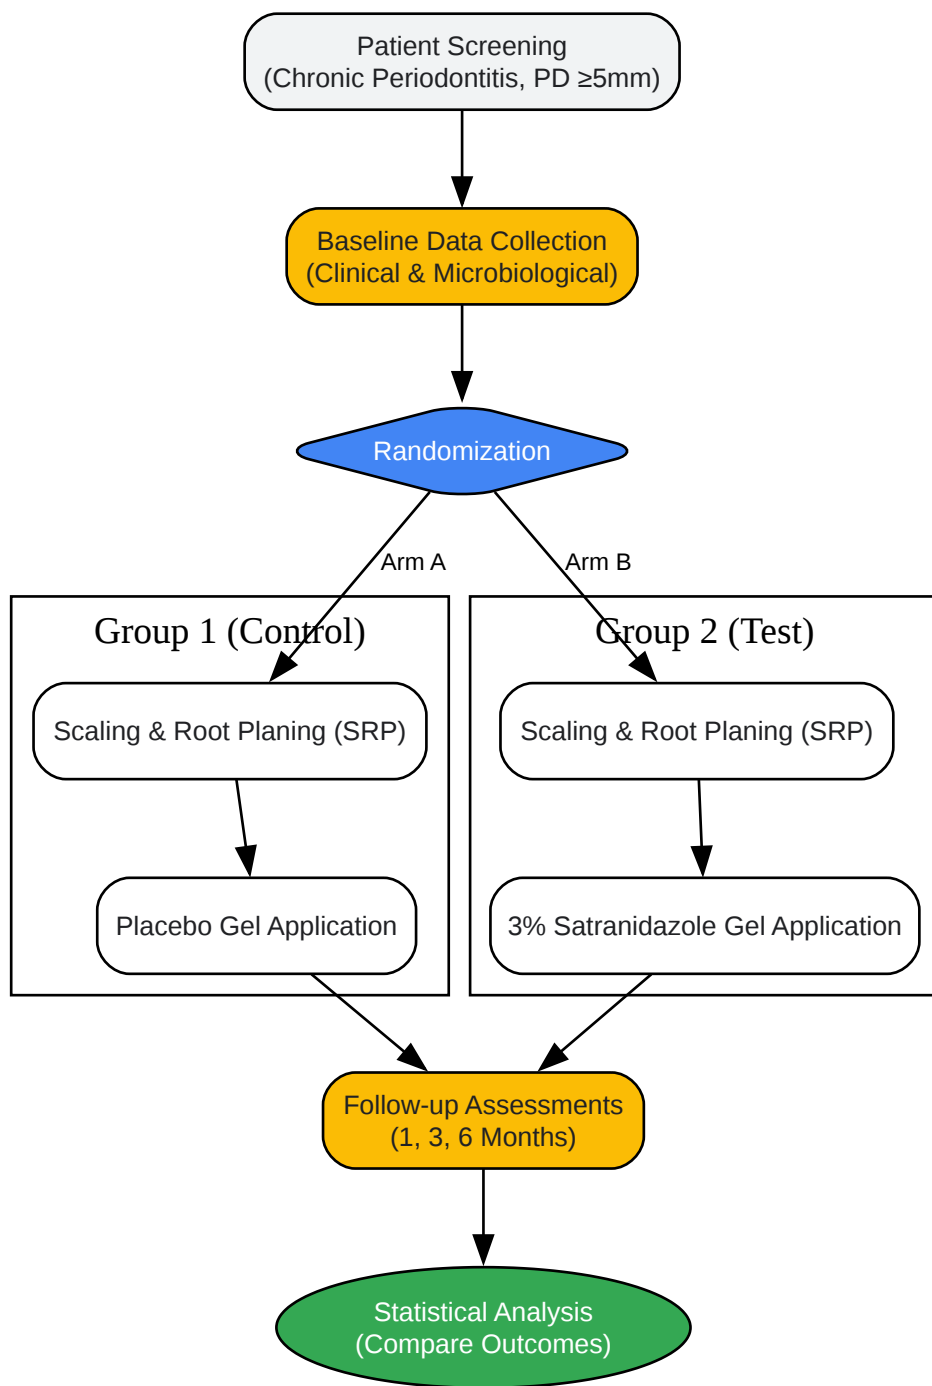 Patient Screening
(Chronic Periodontitis, PD ≥5mm)
Baseline Data Collection
(Clinical & Microbiological)
Randomization
Arm A
Arm B
Group 1 (Control)
Group 2 (Test)
Scaling & Root Planing (SRP)
Scaling & Root Planing (SRP)
Placebo Gel Application
3% Satranidazole Gel Application
Follow-up Assessments
(1, 3, 6 Months)
Statistical Analysis
(Compare Outcomes)